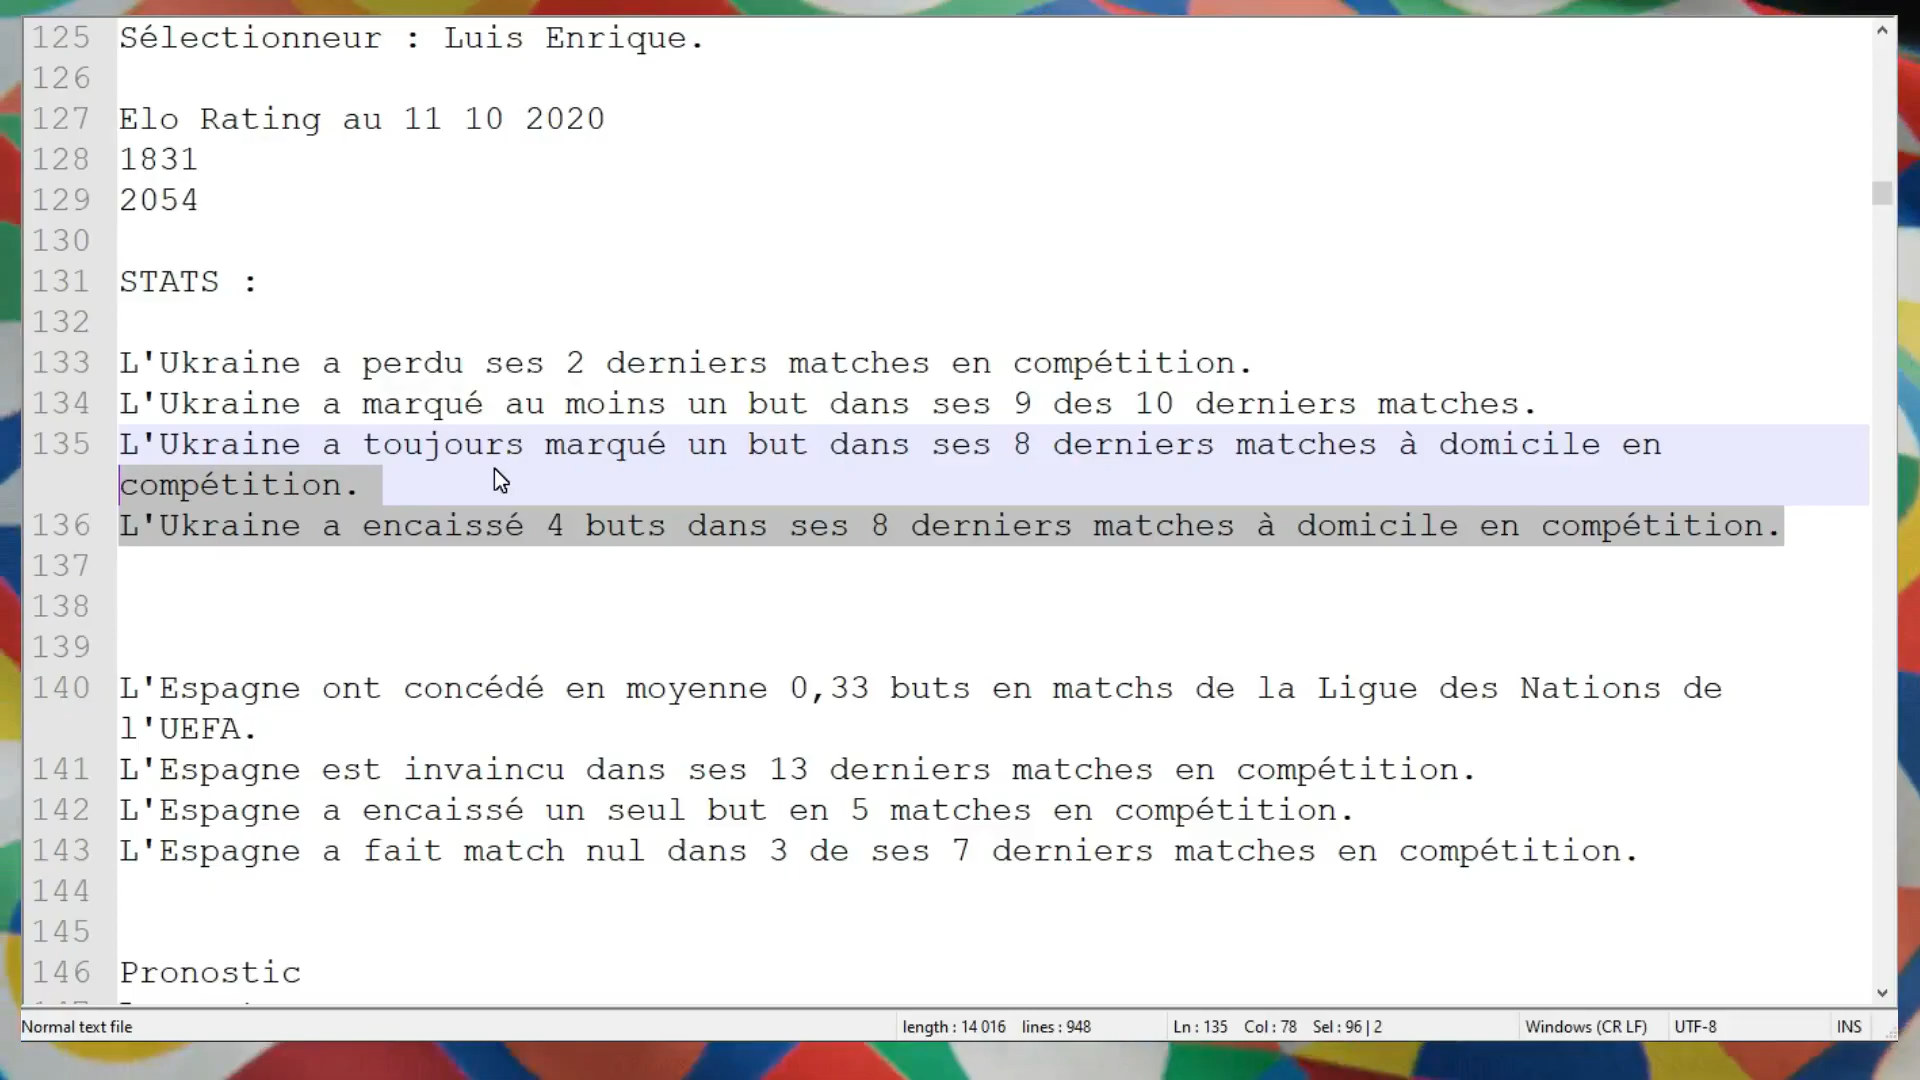 125 Sélectionneur : Luis Enrique.
126
127 Elo Rating au 11 10 2020
128 1831
129 2054
130
131 STATS :
132
133 L'Ukraine a perdu ses 2 derniers matches en compétition.
134 L'Ukraine a marqué au moins un but dans ses 9 des 10 derniers matches.
135 L'Ukraine a toujours marqué un but dans ses 8 derniers matches à domicile en
compétition.
136 L'Ukraine a encaissé 4 buts dans ses 8 derniers matches à domicile en compétition.
137
138
139
140 L'Espagne ont concédé en moyenne 0,33 buts en matchs de la Ligue des Nations de
l'UEFA.
141 L'Espagne est invaincu dans ses 13 derniers matches en compétition.
142 L'Espagne a encaissé un seul but en 5 matches en compétition.
143 L'Espagne a fait match nul dans 3 de ses 7 derniers matches en compétition.
144
145
146 Pronostic
Normal text file length : 14 016 lines : 948 Ln : 135 Col : 78 Sel : 96 | 2 Windows (CR LF) UTF-8 INS